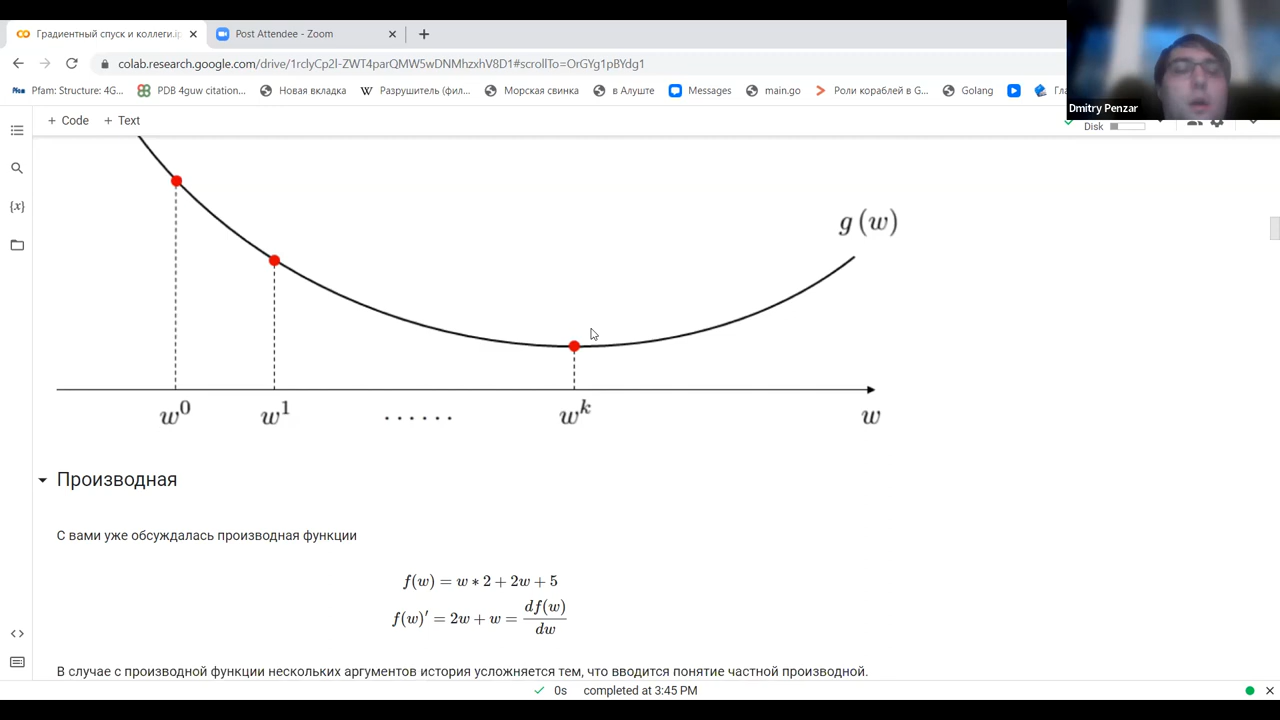 Градиентный спуск и коллеги.ip
Post Attendee - Zoom
colab.research.google.com/drive/1rclyCp2I-ZWT4parQMW5wDNMhzxhV8D1#scrollTo=OrGYg1pBYdg1
Pfam: Structure: 4G...
PDB 4guw citation...
Новая вкладка
Разрушитель (фил...
Морская свинка
в Алуште
Messages
main.go
Роли кораблей в G...
Golang
Dmitry Penzar
+ Code + Text
Disk
g (w)
w^0 w^1 ...... w^k w
Производная
С вами уже обсуждалась производная функции
f(w) = w * 2 + 2w + 5
f(w)′ = 2w + w = df(w)/dw
В случае с производной функции нескольких аргументов история усложняется тем, что вводится понятие частной производной.
0s completed at 3:45 PM